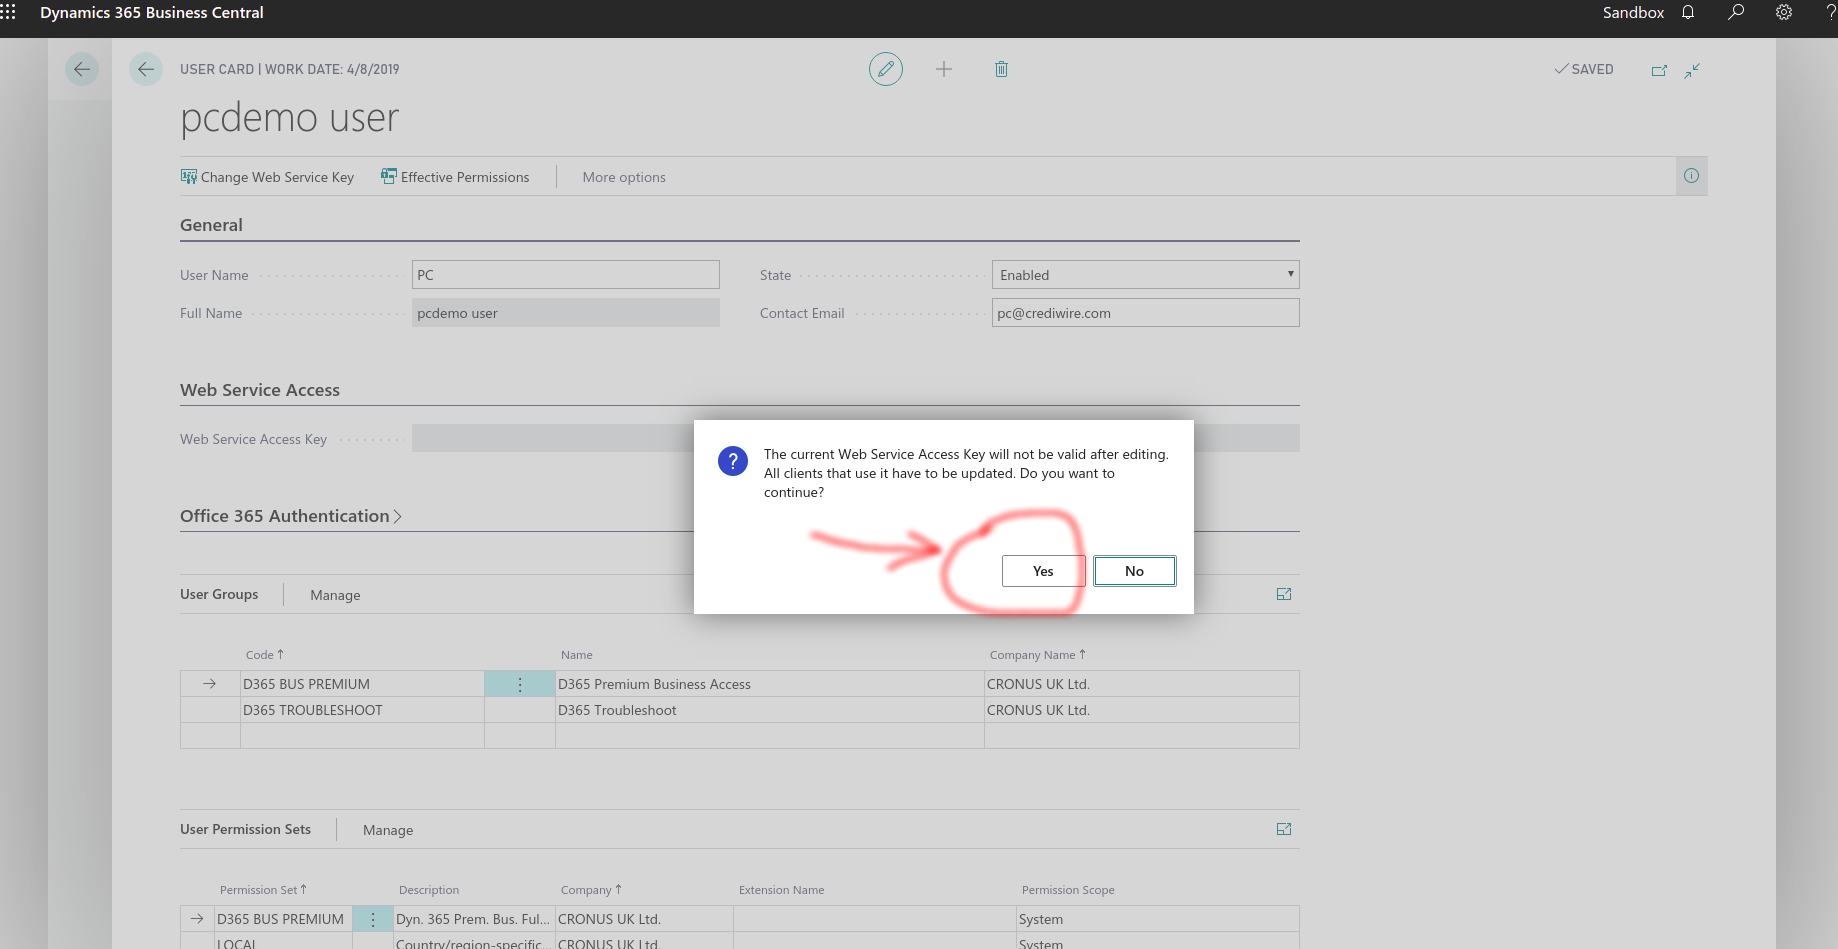 Dynamics 365 Business Central
Sandbox
?
USER CARD | WORK DATE: 4/8/2019
SAVED
pcdemo user
Change Web Service Key
Effective Permissions
More options
General
User Name
PC
State
Enabled
Full Name
pcdemo user
Contact Email
pc@crediwire.com
Web Service Access
Web Service Access Key
?
The current Web Service Access Key will not be valid after editing.
All clients that use it have to be updated. Do you want to
continue?
Yes
No
Office 365 Authentication
User Groups
Manage
Code
Name
Company Name
D365 BUS PREMIUM
D365 Premium Business Access
CRONUS UK Ltd.
D365 TROUBLESHOOT
D365 Troubleshoot
CRONUS UK Ltd.
User Permission Sets
Manage
Permission Set
Description
Company
Extension Name
Permission Scope
D365 BUS PREMIUM
Dyn. 365 Prem. Bus. Ful...
CRONUS UK Ltd.
System
LOCAL
Country/region-specific...
CRONUS UK Ltd.
System